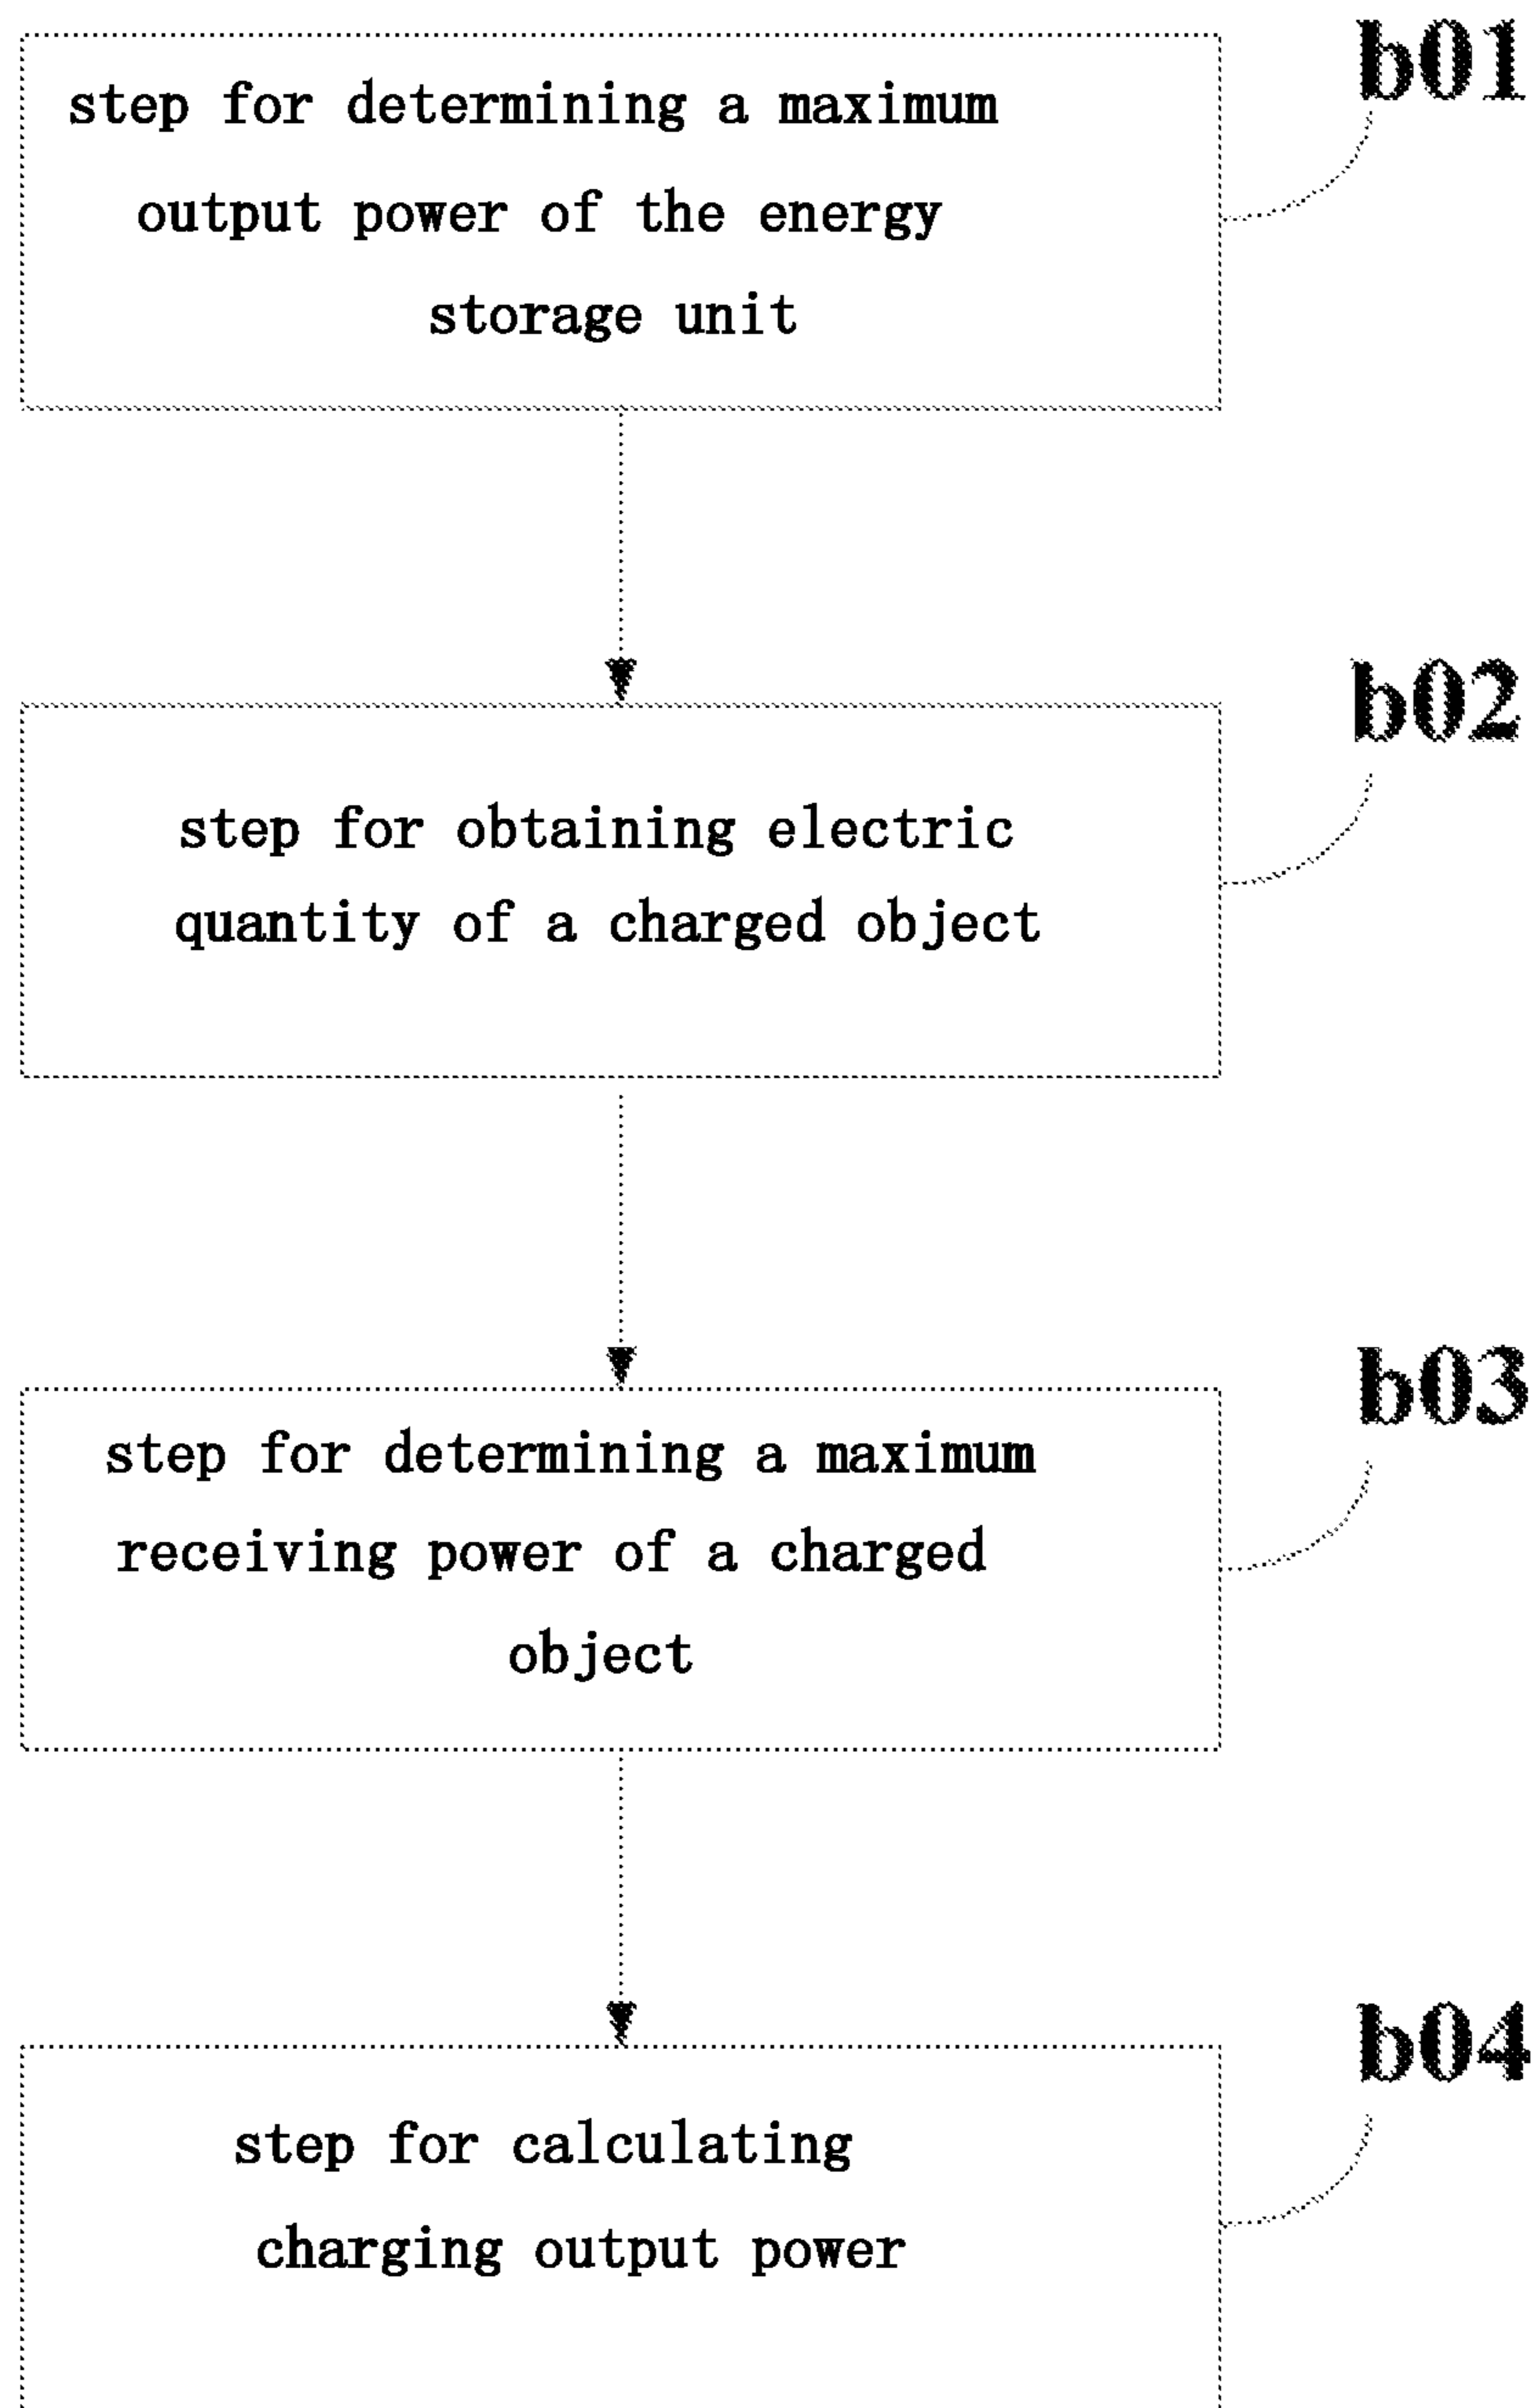 b01
step for determining a maximum
output power of the energy
storage unit
b02
step for obtaining electric
quantity of a charged object
b03
step for determining a maximum
receiving power of a charged
object
b04
step for calculating
charging output power